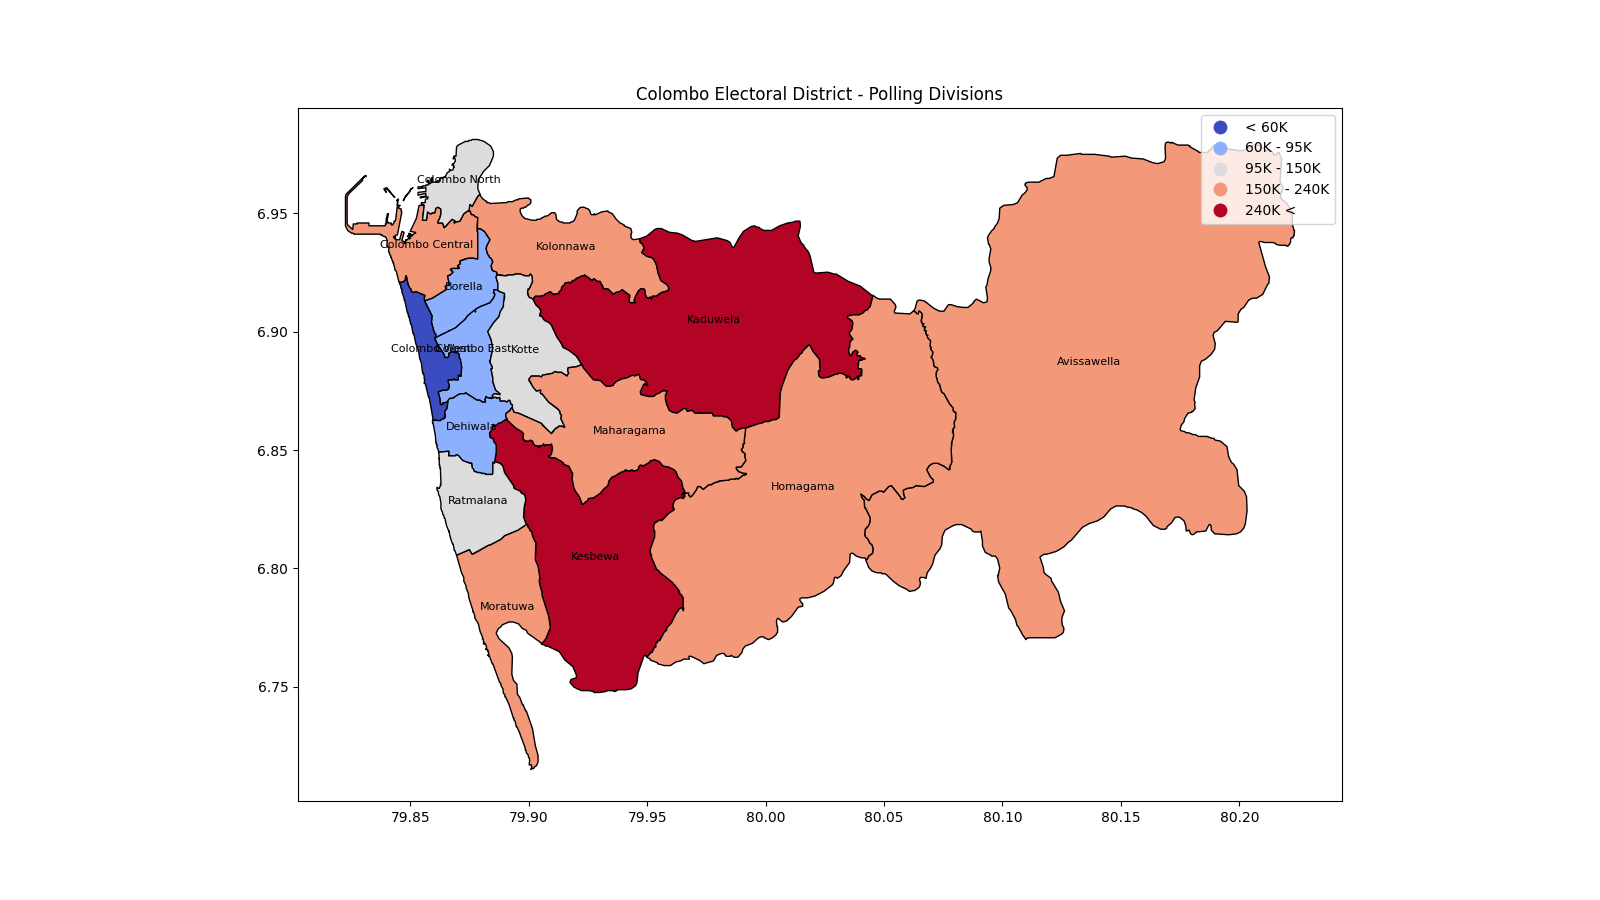 Colombo Electoral District - Polling Divisions
< 60K
60K - 95K
95K - 150K
150K - 240K
240K <
Colombo North
Colombo Central
Kolonnawa
Borella
Kaduwela
Colombo West
Colombo East
Kotte
Avissawella
Dehiwala
Maharagama
Homagama
Ratmalana
Kesbewa
Moratuwa
6.95
6.90
6.85
6.80
6.75
79.85
79.90
79.95
80.00
80.05
80.10
80.15
80.20